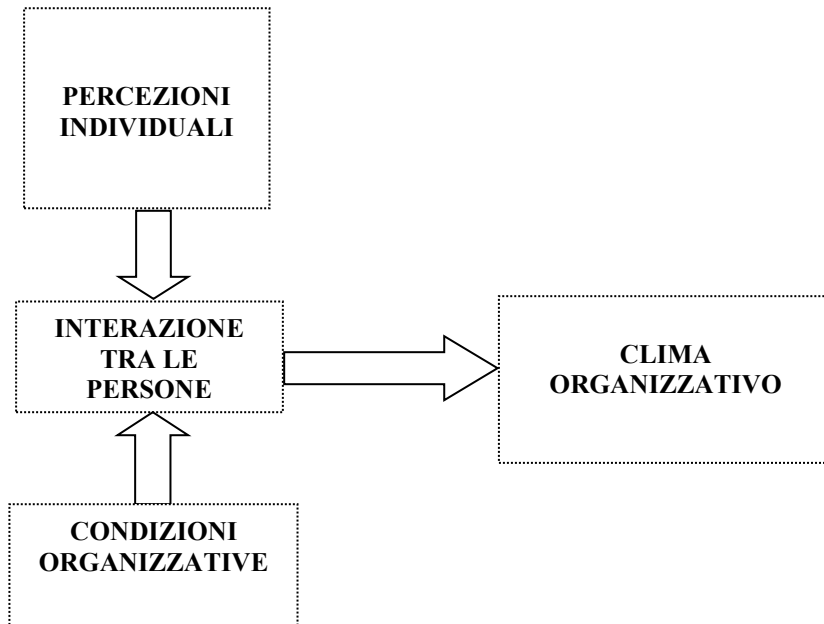 PERCEZIONI
INDIVIDUALI
INTERAZIONE
TRA LE
PERSONE
CLIMA
ORGANIZZATIVO
CONDIZIONI
ORGANIZZATIVE